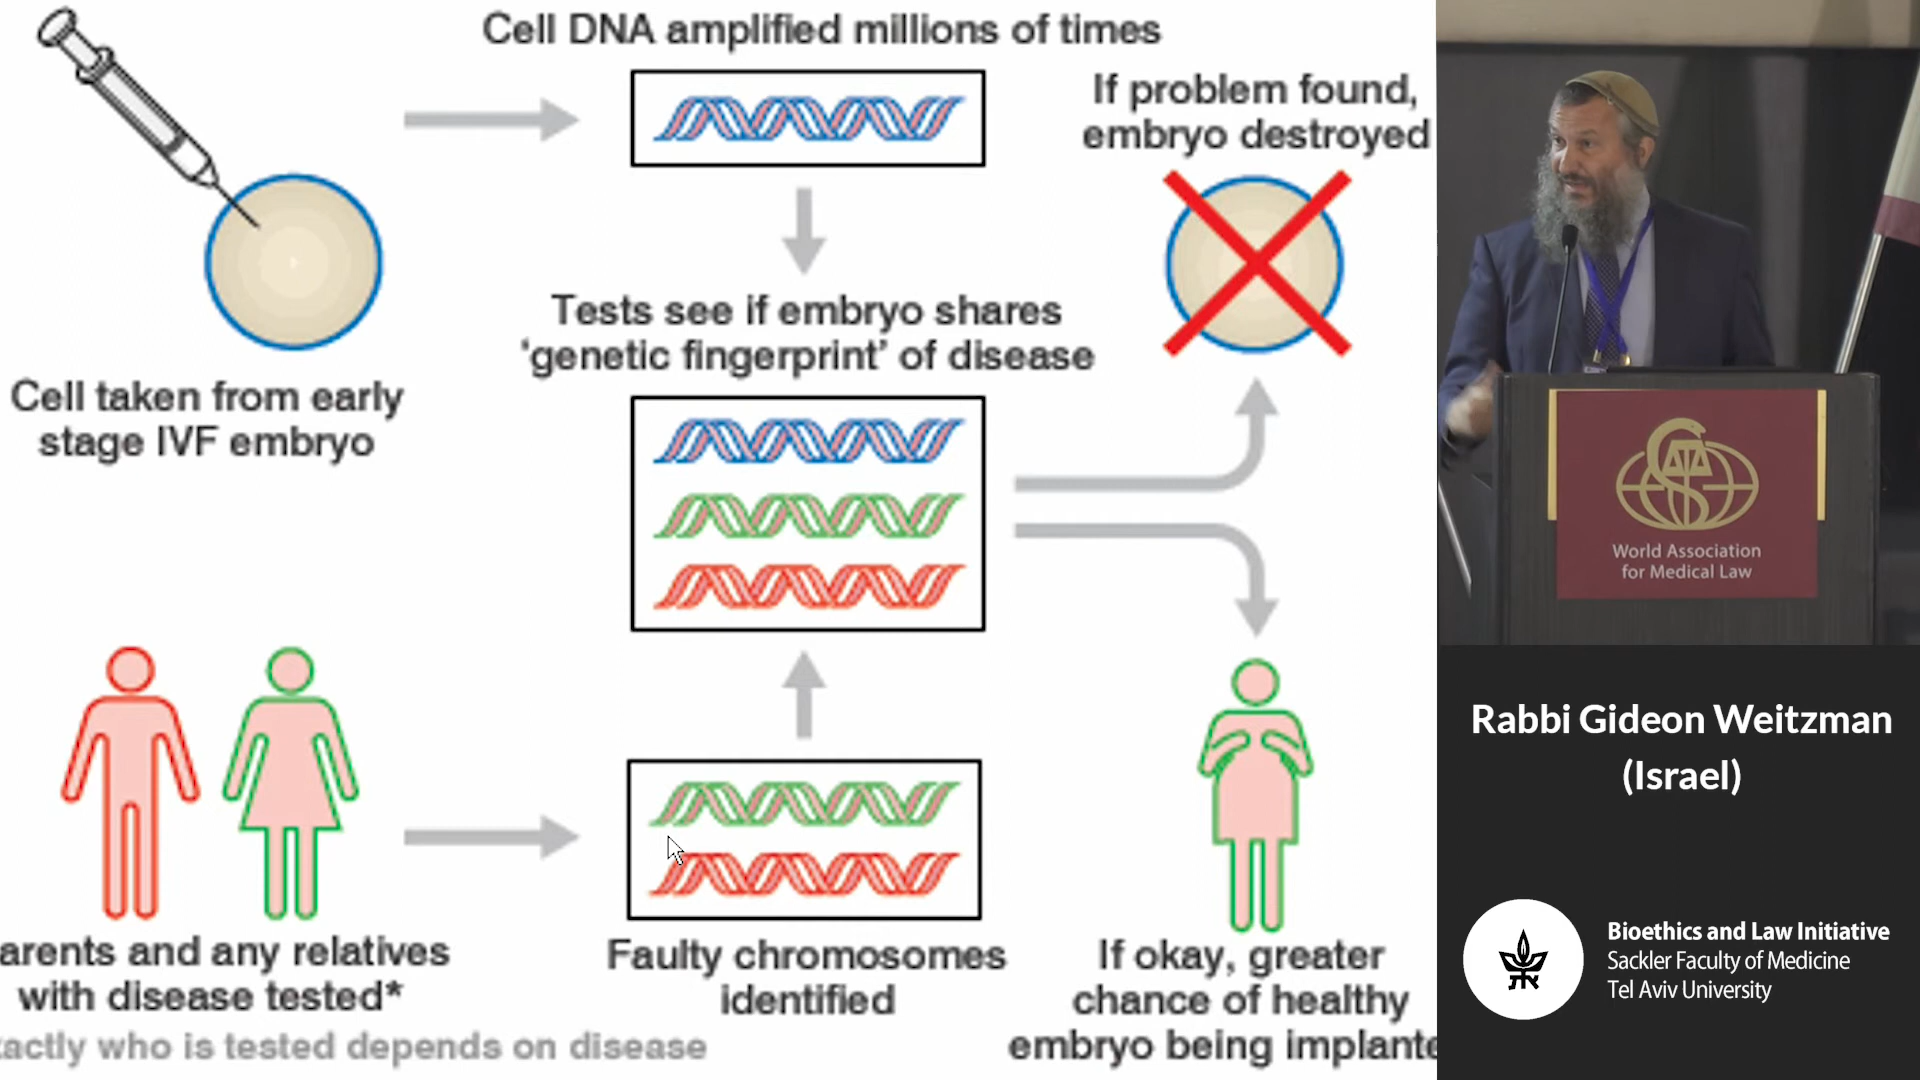 Cell DNA amplified millions of times
If problem found,
embryo destroyed
Tests see if embryo shares
‘genetic fingerprint’ of disease
Cell taken from early
stage IVF embryo
arents and any relatives
with disease tested*
xactly who is tested depends on disease
Faulty chromosomes
identified
If okay, greater
chance of healthy
embryo being implante
World Association
for Medical Law
Rabbi Gideon Weitzman
(Israel)
Bioethics and Law Initiative
Sackler Faculty of Medicine
Tel Aviv University